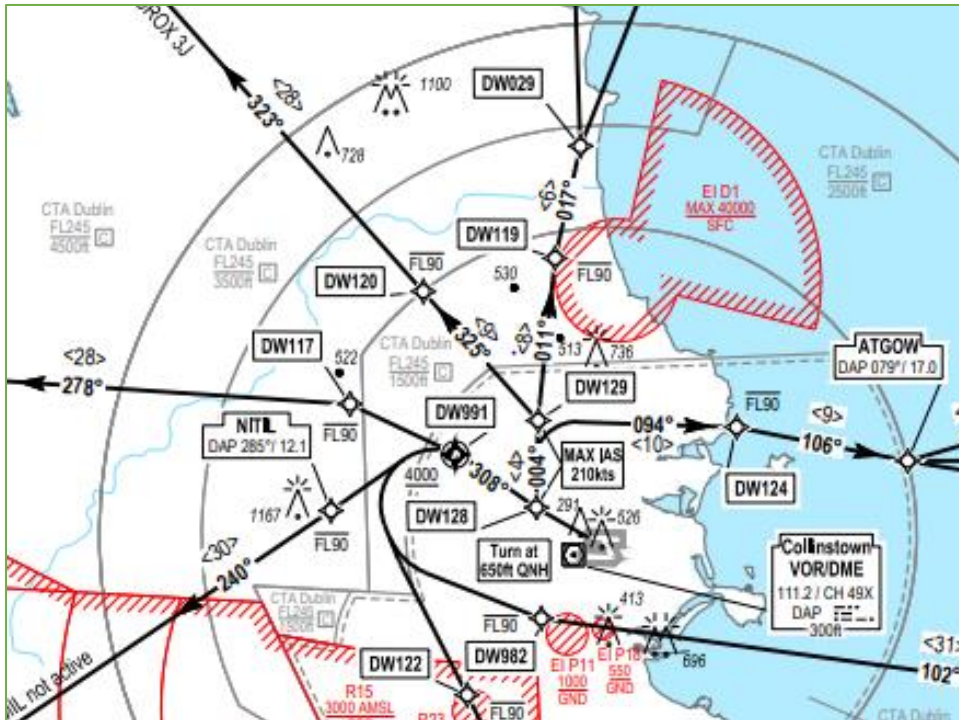 ROX 3J
<28>
323°
1100
728
DW029
CTA Dublin
FL245
2500ft C
EI D1
MAX 40000
SFC
<6>
017°
CTA Dublin
FL245
4500ft C
CTA Dublin
FL245
3500ft C
DW119
FL90
FL90
530
DW120
<9>
325°
<8>
011°
513
736
DW117
522
CTA Dublin
FL245
1500ft C
<28>
278°
ATGOW
DAP 079°/ 17.0
DW129
DW991
NITIL
DAP 285°/ 12.1
FL90
FL90
094°
<10>
<9>
106°
MAX IAS
210kts
<4>
004°
308°
4000
DW124
1167
FL90
DW128
291
526
<30>
240°
Turn at
650ft QNH
Collinstown
VOR/DME
111.2 / CH 49X
DAP
300ft
CTA Dublin
FL245
1500ft C
413
FL90
696
EI P11
1000
GND
EI P18
550
GND
<31>
102°
DW982
DW122
NIL not active
R15
3000 AMSL
R23
FL90
CTA Dublin